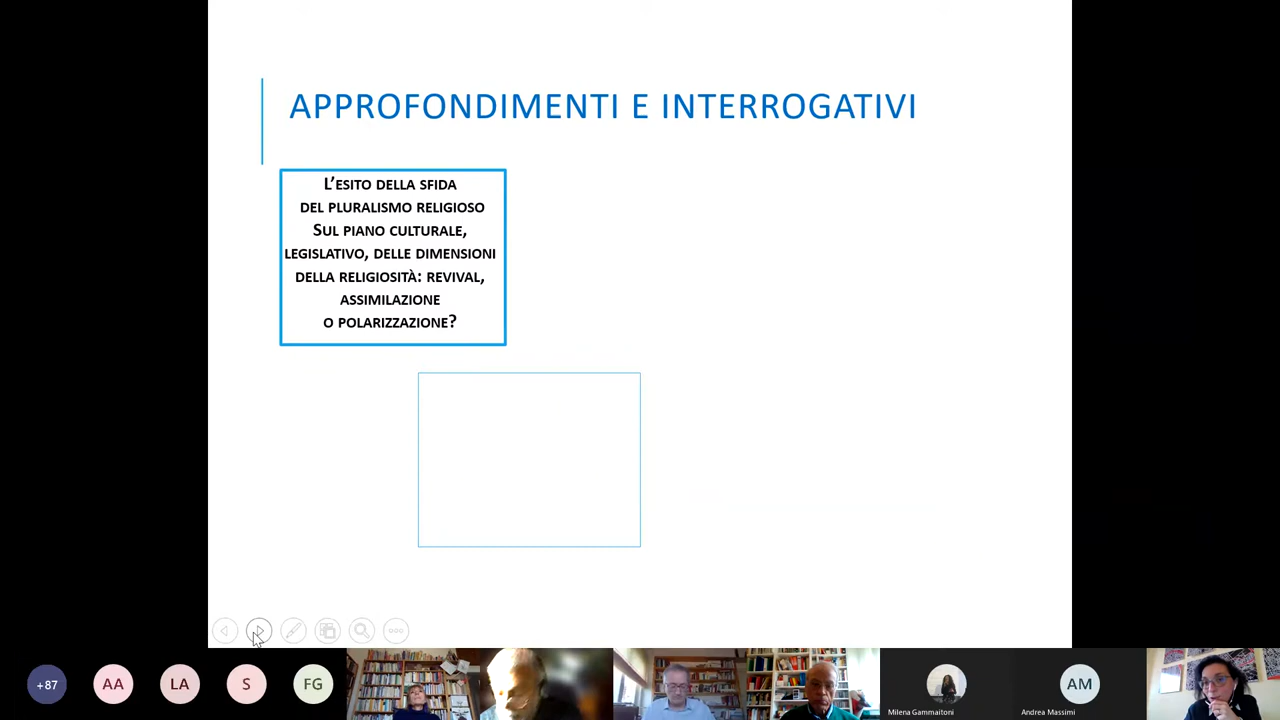 APPROFONDIMENTI E INTERROGATIVI
L'ESITO DELLA SFIDA
DEL PLURALISMO RELIGIOSO
SUL PIANO CULTURALE,
LEGISLATIVO, DELLE DIMENSIONI
DELLA RELIGIOSITÀ: REVIVAL,
ASSIMILAZIONE
O POLARIZZAZIONE?
+87
AA
LA
S
FG
AM
Milena Gammaitoni
Andrea Massimi